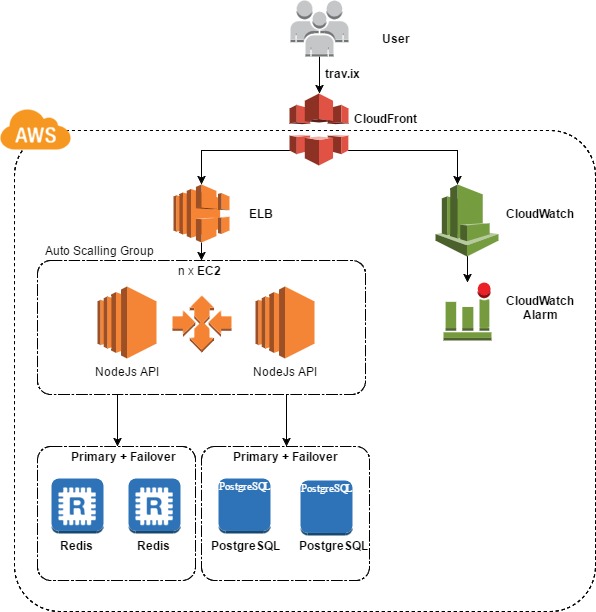 User
trav.ix
CloudFront
AWS
ELB
CloudWatch
Auto Scalling Group
n x EC2
CloudWatch
Alarm
NodeJs API
NodeJs API
Primary + Failover
Primary + Failover
R
R
PostgreSQL
PostgreSQL
Redis
Redis
PostgreSQL
PostgreSQL